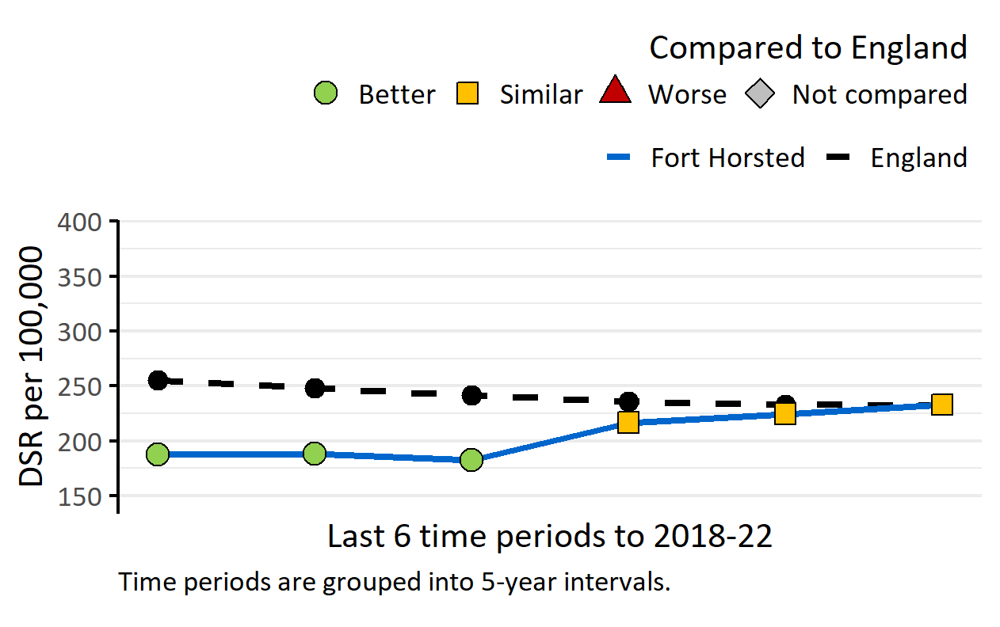 Compared to England
Better Similar Worse Not compared
Fort Horsted England
400
350
300
250
200
150
DSR per 100,000
Last 6 time periods to 2018-22
Time periods are grouped into 5-year intervals.